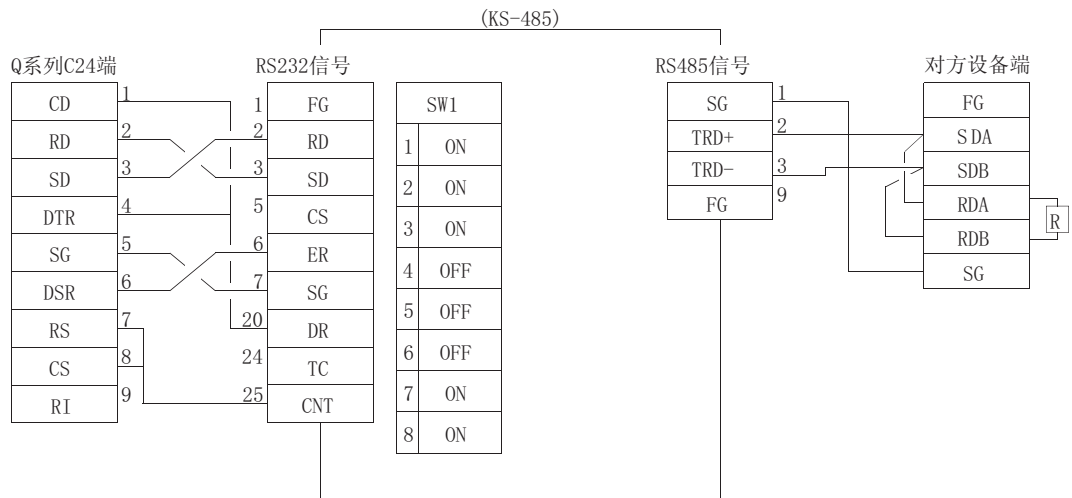 (KS-485)
Q系列C24端
RS232信号
RS485信号
对方设备端
CD 1
RD 2
SD 3
DTR 4
SG 5
DSR 6
RS 7
CS 8
RI 9
1 FG
2 RD
3 SD
5 CS
6 ER
7 SG
20 DR
24 TC
25 CNT
SW1
1 ON
2 ON
3 ON
4 OFF
5 OFF
6 OFF
7 ON
8 ON
SG 1
TRD+ 2
TRD- 3
FG 9
FG
SDA
SDB
RDA
RDB
SG
R